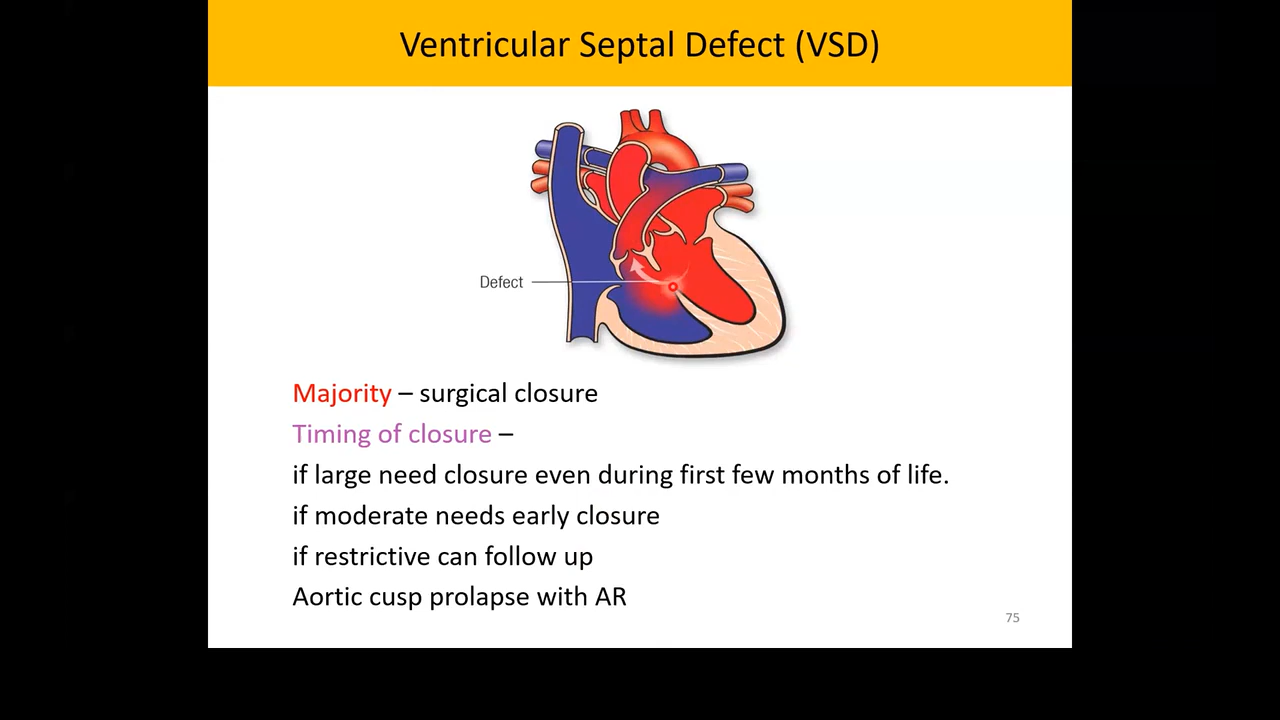 Ventricular Septal Defect (VSD)
Defect
Majority – surgical closure
Timing of closure –
if large need closure even during first few months of life.
if moderate needs early closure
if restrictive can follow up
Aortic cusp prolapse with AR
75